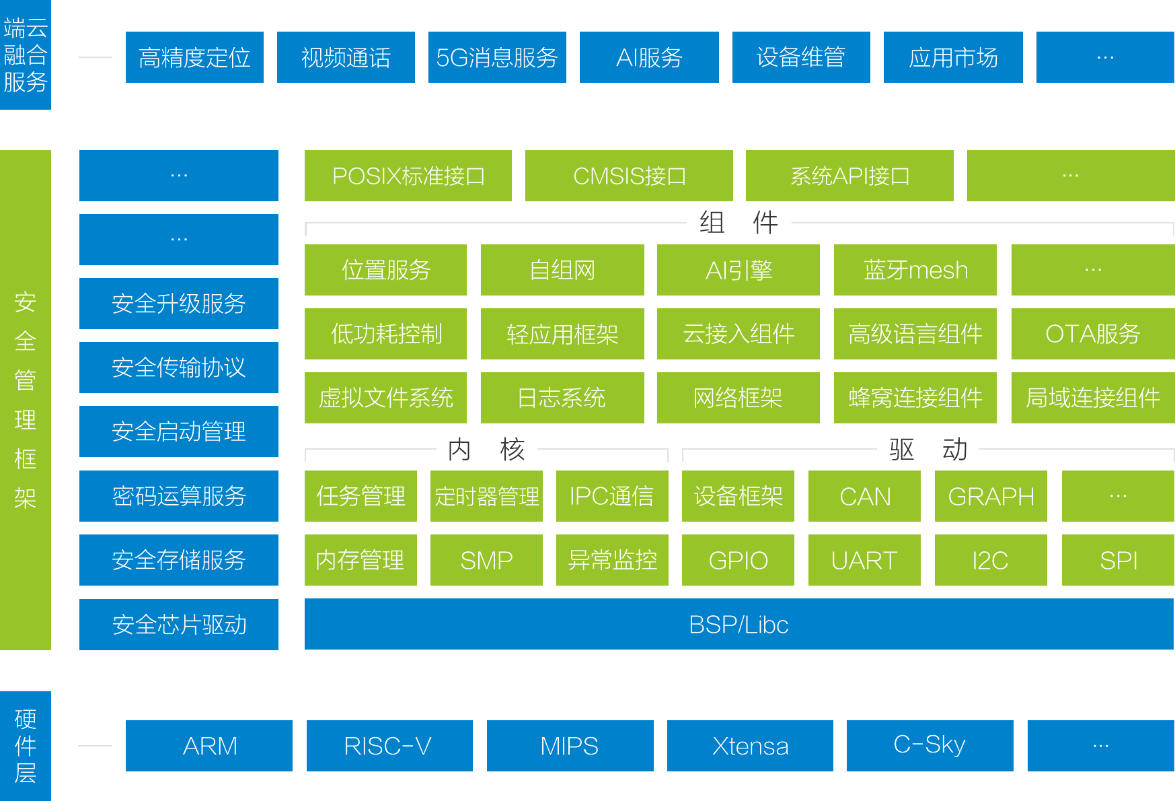 端云
融合
服务
高精度定位
视频通话
5G消息服务
AI服务
设备维管
应用市场
...
安全管理框架
...
...
安全升级服务
安全传输协议
安全启动管理
密码运算服务
安全存储服务
安全芯片驱动
POSIX标准接口
CMSIS接口
系统API接口
...
组 件
位置服务
自组网
AI引擎
蓝牙mesh
...
低功耗控制
轻应用框架
云接入组件
高级语言组件
OTA服务
虚拟文件系统
日志系统
网络框架
蜂窝连接组件
局域连接组件
内 核
驱 动
任务管理
定时器管理
IPC通信
设备框架
CAN
GRAPH
...
内存管理
SMP
异常监控
GPIO
UART
I2C
SPI
BSP/Libc
硬件层
ARM
RISC-V
MIPS
Xtensa
C-Sky
...